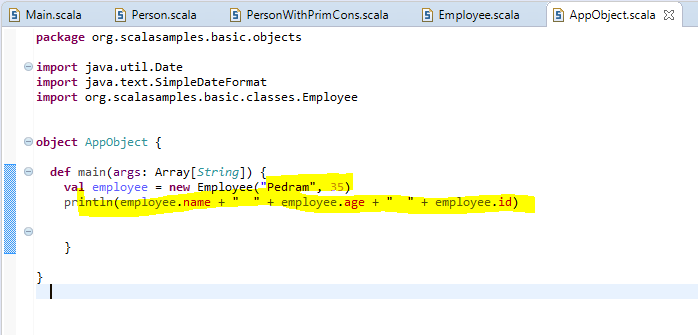 Main.scala Person.scala PersonWithPrimCons.scala Employee.scala AppObject.scala
package org.scalasamples.basic.objects
import java.util.Date
import java.text.SimpleDateFormat
import org.scalasamples.basic.classes.Employee
object AppObject {
def main(args: Array[String]) {
val employee = new Employee("Pedram", 35)
println(employee.name + "  " + employee.age + "  " + employee.id)
}
}